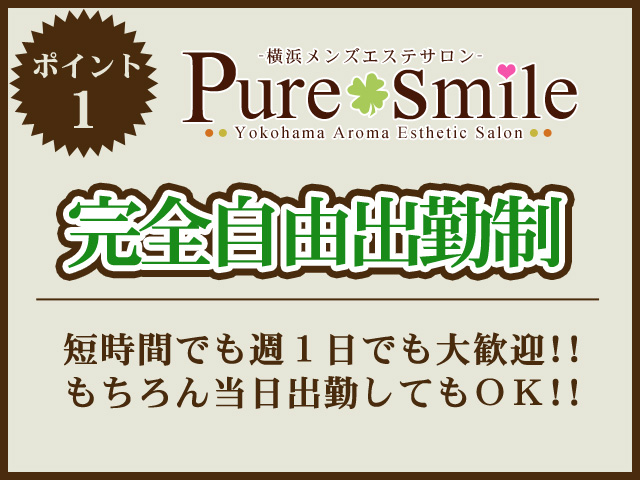 ポイント
1
-横浜メンズエステサロン-
Pure smile
Yokohama Aroma Esthetic Salon
完全自由出勤制
短時間でも週１日でも大歓迎!!
もちろん当日出勤してもＯＫ!!